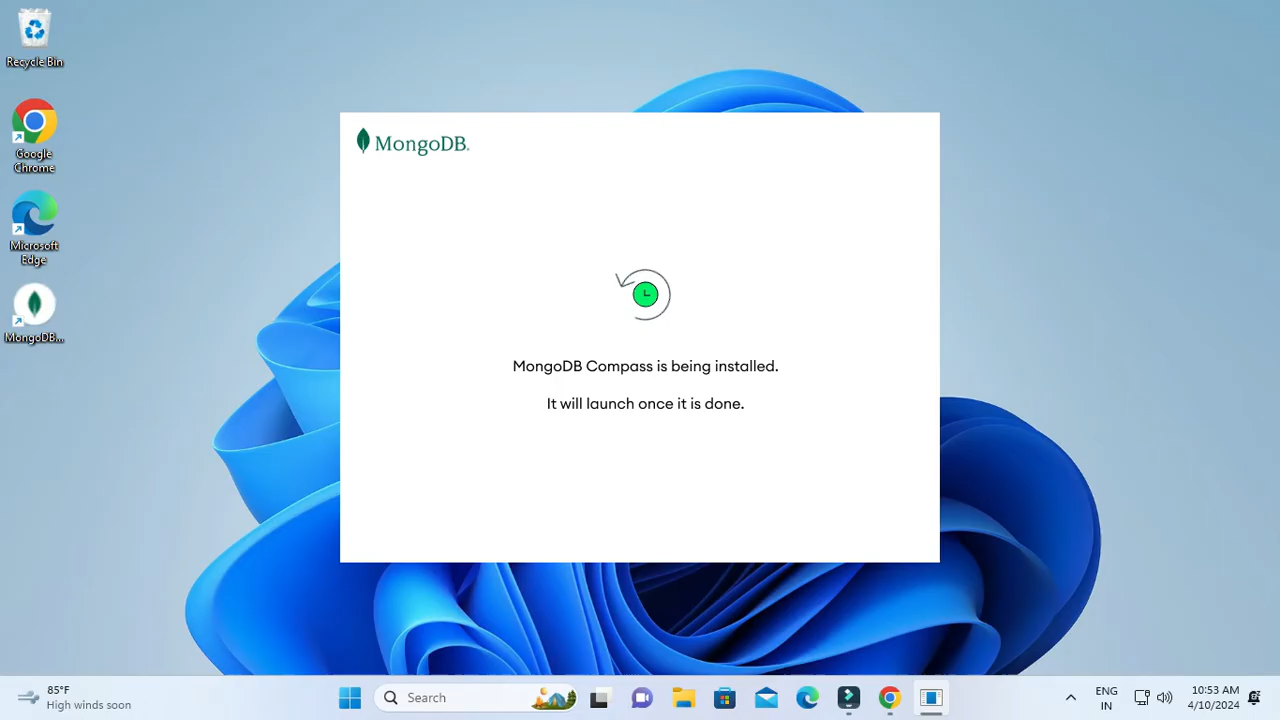 Recycle Bin
Google
Chrome
Microsoft
Edge
MongoDB...
MongoDB.
MongoDB Compass is being installed.
It will launch once it is done.
85°F
High winds soon
Search
ENG
IN
10:53 AM
4/10/2024